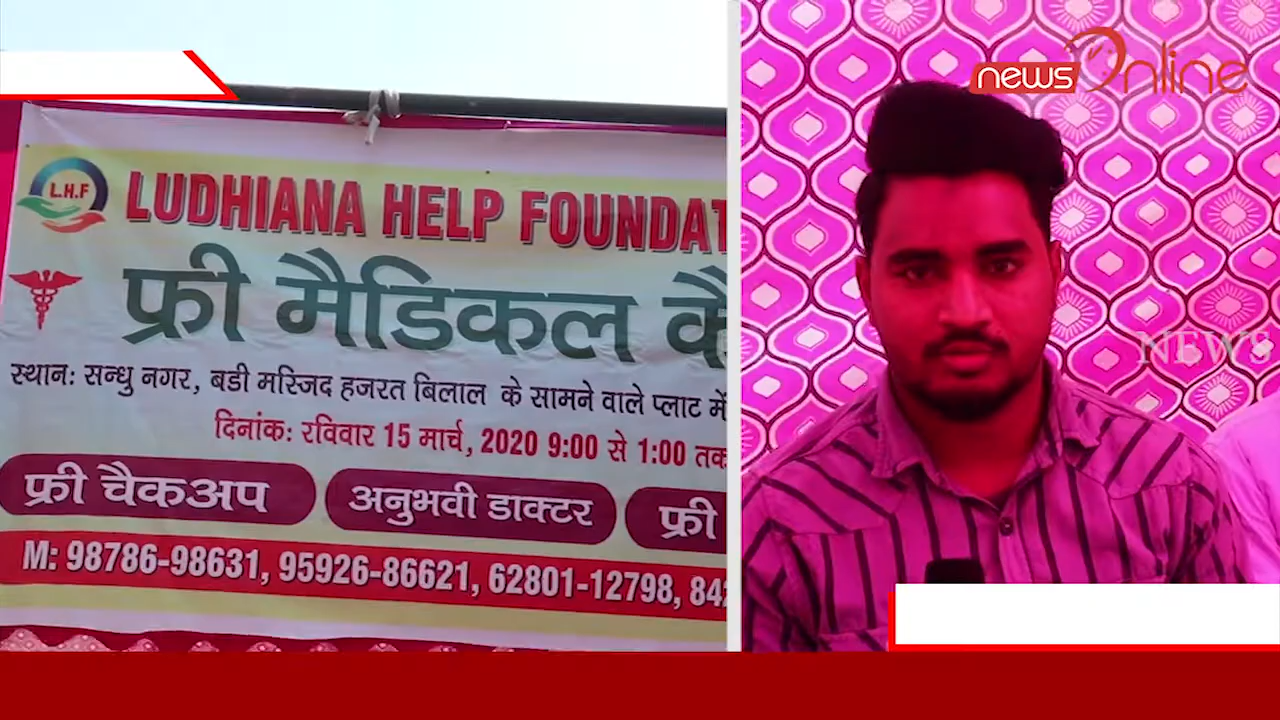 news Online
L.H.F
LUDHIANA HELP
फ्री मैडिकल
स्थान: सन्धु नगर, बडी मस्जिद हजरत बिलाल के सामने वाले प्लाट में
दिनांक: रविवार 15 मार्च, 2020 9:00 से 1:00 तक
फ्री चैकअप अनुभवी डाक्टर फ्री
M: 98786-98631, 95926-86621, 62801-12798,
NEWS